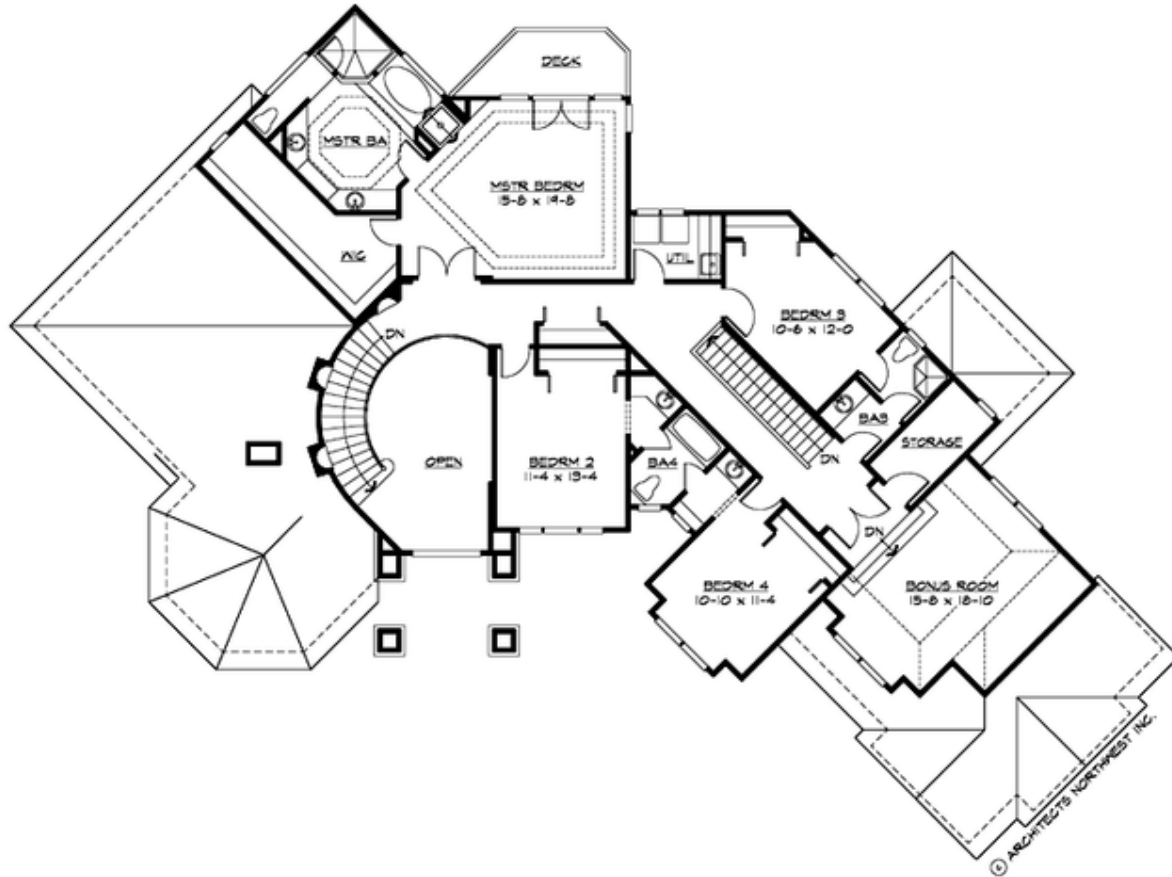 DECK
MSTR BA
MSTR BEDRM
15-8 x 19-8
WIC
UTIL
BEDRM 3
10-6 x 12-0
DN
BA3
STORAGE
OPEN
BEDRM 2
11-4 x 13-4
BA4
DN
DN
BEDRM 4
10-10 x 11-4
BONUS ROOM
15-8 x 18-10
© ARCHITECTS NORTHWEST INC.